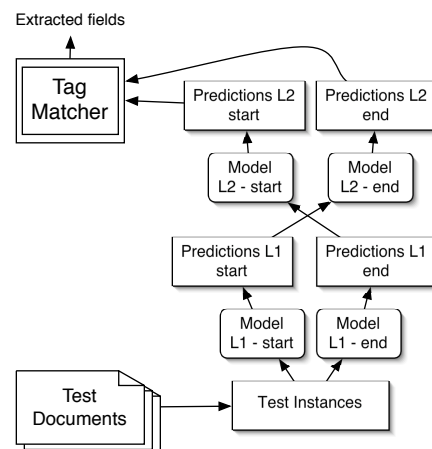 Extracted fields
Tag
Matcher
Predictions L2
start
Predictions L2
end
Model
L2 - start
Model
L2 - end
Predictions L1
start
Predictions L1
end
Model
L1 - start
Model
L1 - end
Test
Documents
Test Instances